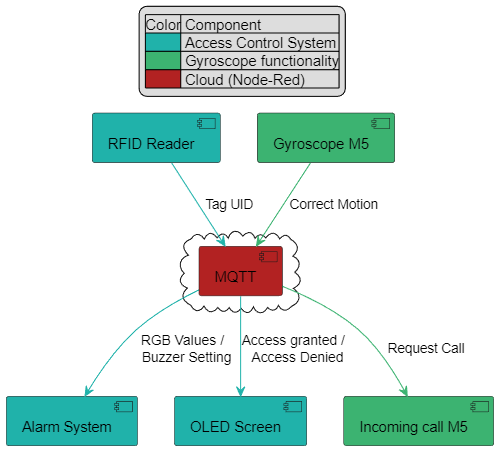 Color Component
Access Control System
Gyroscope functionality
Cloud (Node-Red)
RFID Reader
Gyroscope M5
Tag UID
Correct Motion
MQTT
RGB Values /
Buzzer Setting
Access granted /
Access Denied
Request Call
Alarm System
OLED Screen
Incoming call M5